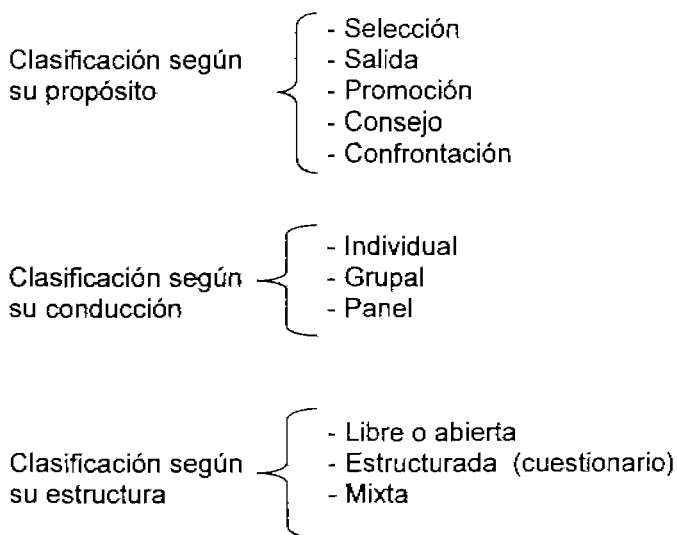 Clasificación según
su propósito
- Selección
- Salida
- Promoción
- Consejo
- Confrontación
Clasificación según
su conducción
- Individual
- Grupal
- Panel
Clasificación según
su estructura
- Libre o abierta
- Estructurada (cuestionario)
- Mixta